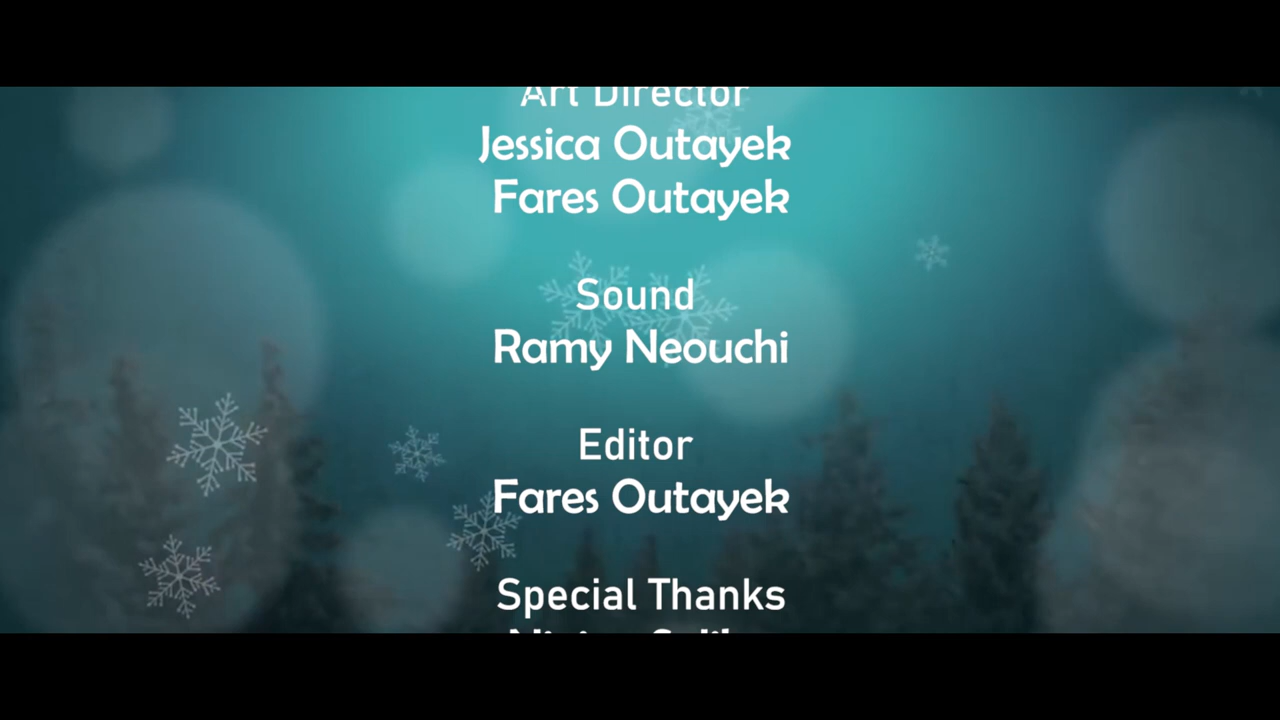 Art Director
Jessica Outayek
Fares Outayek
Sound
Ramy Neouchi
Editor
Fares Outayek
Special Thanks